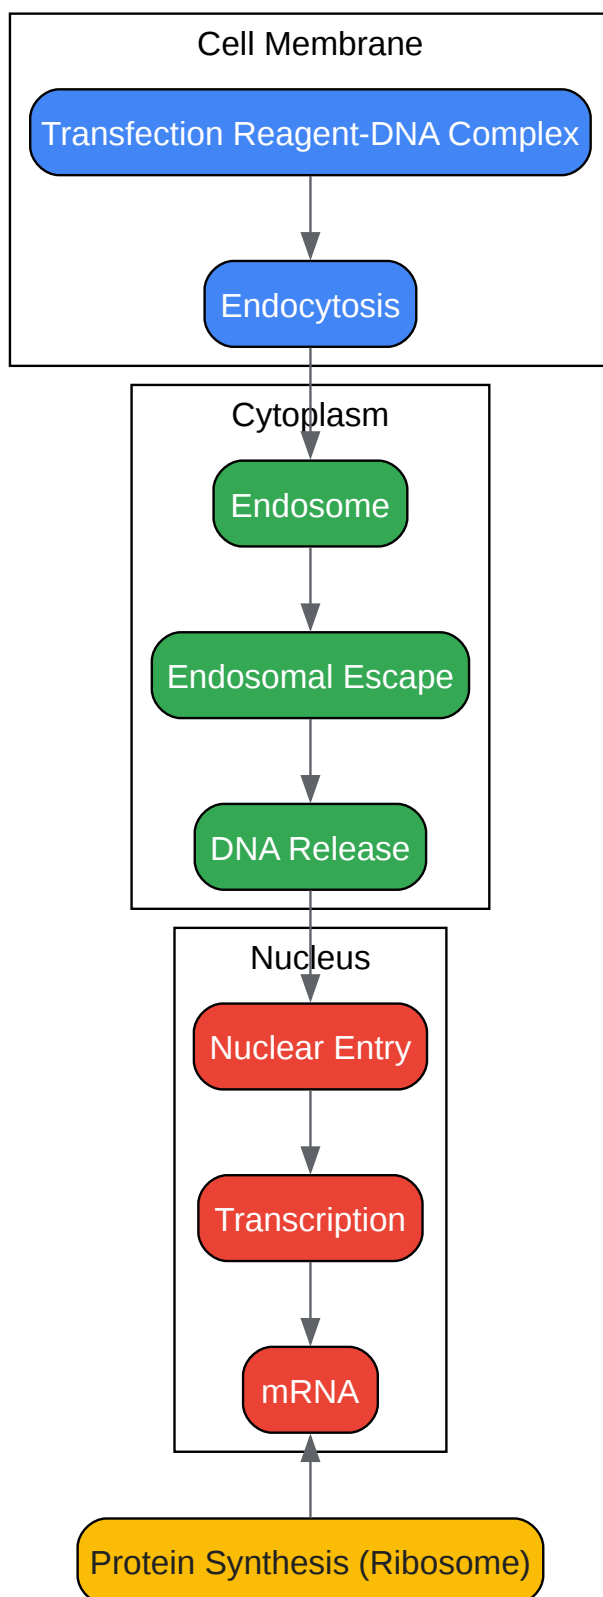 Cell Membrane
Transfection Reagent-DNA Complex
Endocytosis
Cytoplasm
Endosome
Endosomal Escape
DNA Release
Nucleus
Nuclear Entry
Transcription
mRNA
Protein Synthesis (Ribosome)